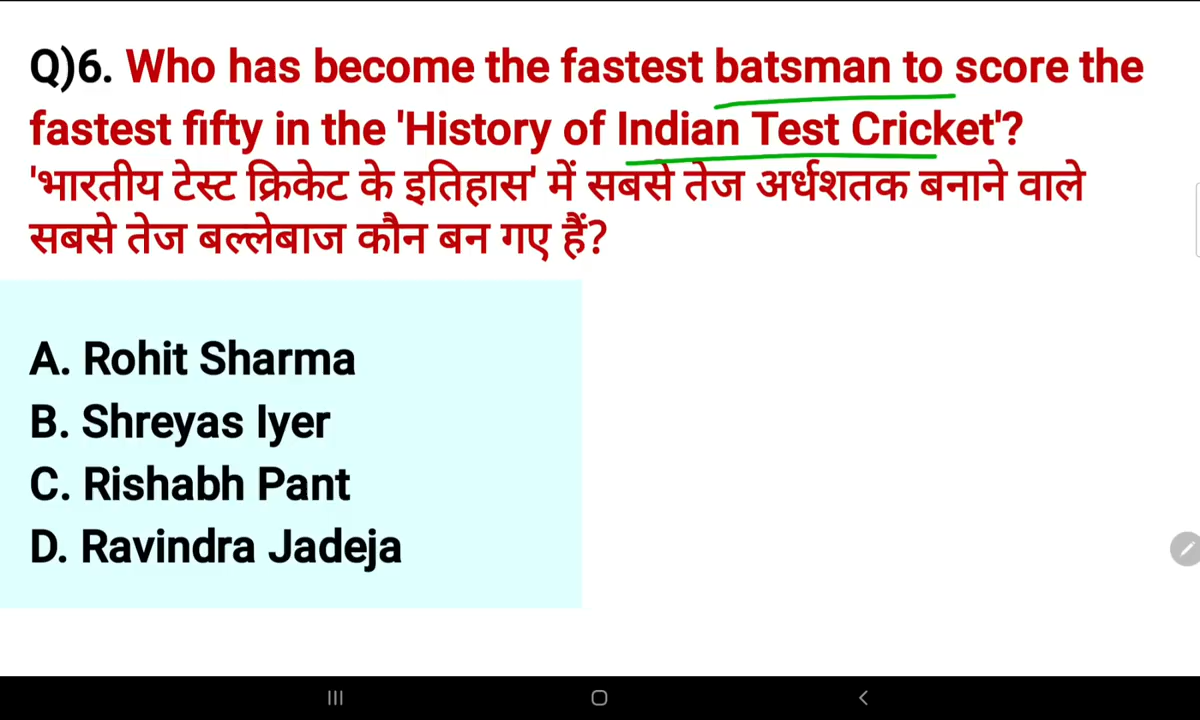 Q)6. Who has become the fastest batsman to score the
fastest fifty in the 'History of Indian Test Cricket'?
'भारतीय टेस्ट क्रिकेट के इतिहास' में सबसे तेज अर्धशतक बनाने वाले
सबसे तेज बल्लेबाज कौन बन गए हैं?
A. Rohit Sharma
B. Shreyas Iyer
C. Rishabh Pant
D. Ravindra Jadeja